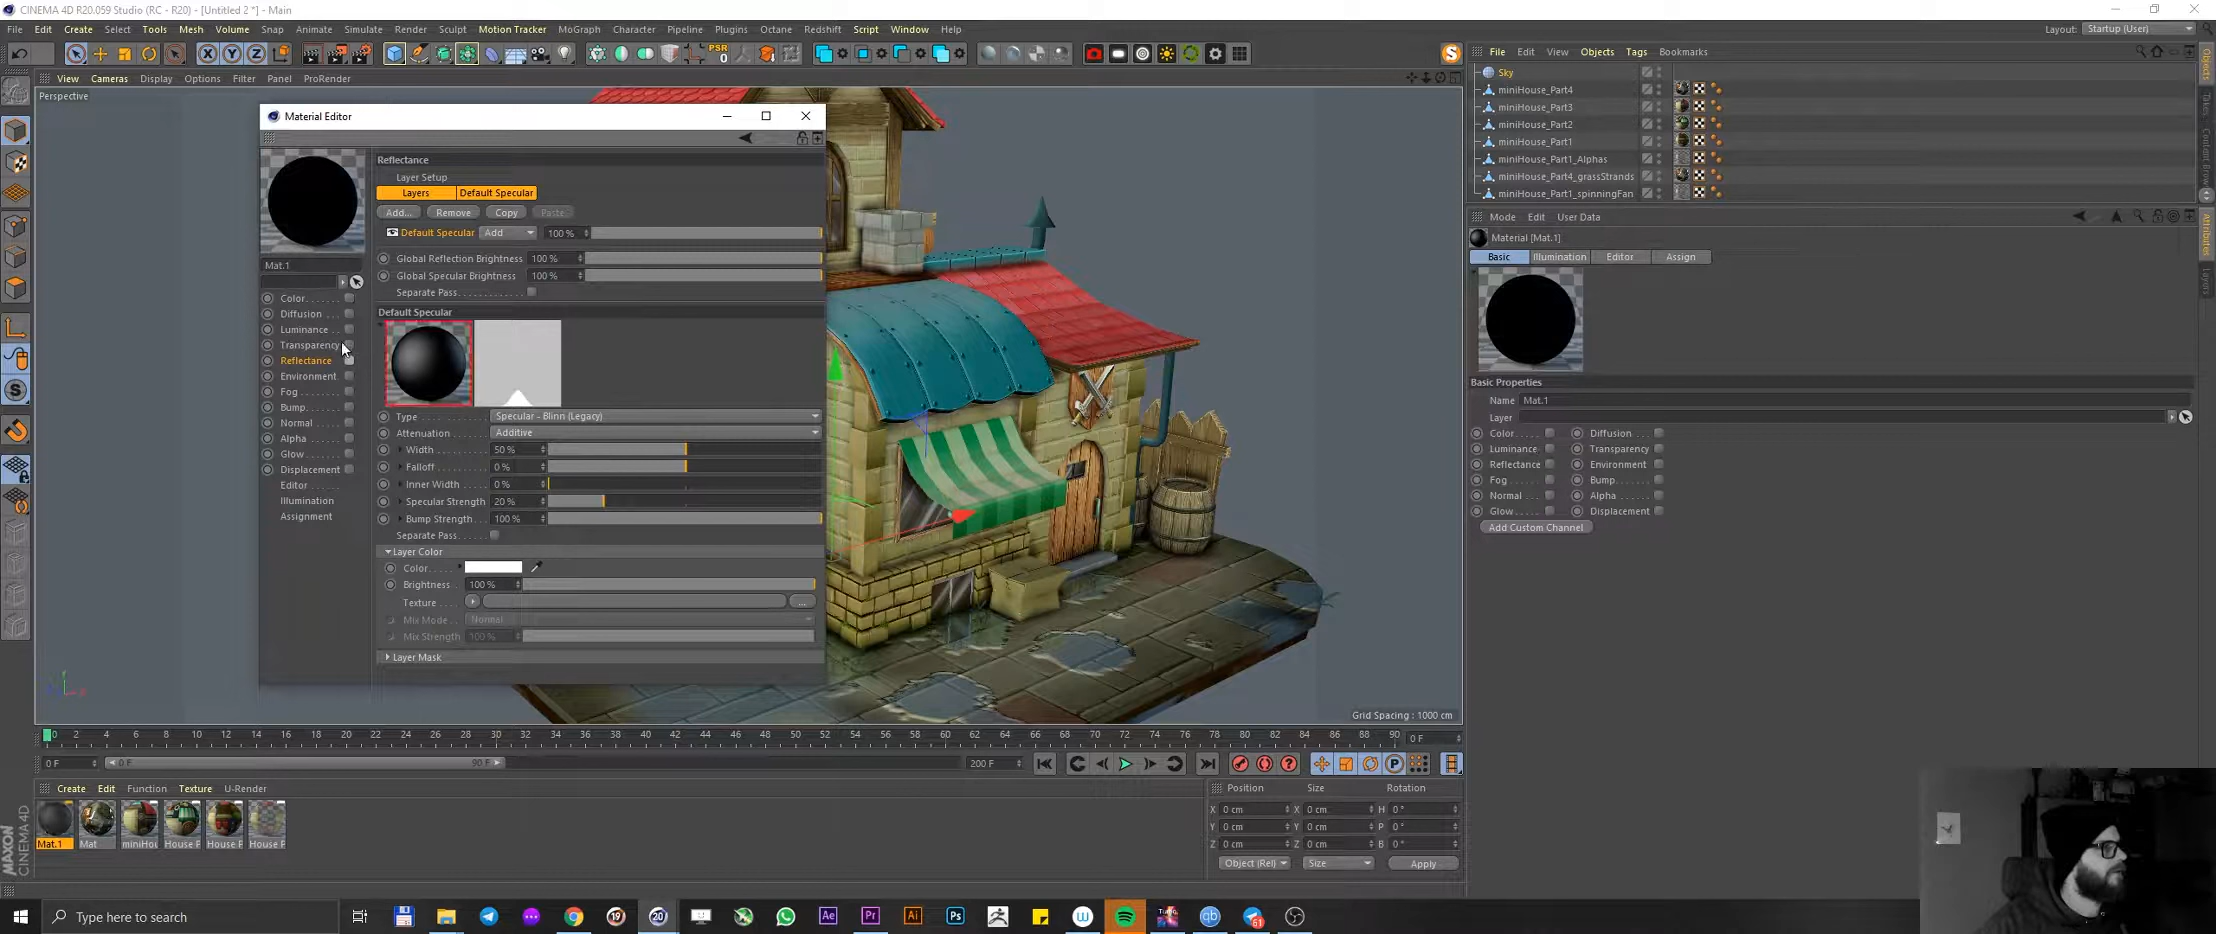 CINEMA 4D R20.059 Studio (RC - R20) - [Untitled 2 *] - Main
File Edit Create Select Tools Mesh Volume Snap Animate Simulate Render Sculpt Motion Tracker MoGraph Character Pipeline Plugins Octane Redshift Script Window Help
Layout: Startup (User)
X Y Z
PSR
0
View Cameras Display Options Filter Panel ProRender
Perspective
Material Editor
Mat.1
Color
Diffusion
Luminance
Transparency
Reflectance
Environment
Fog
Bump
Normal
Alpha
Glow
Displacement
Editor
Illumination
Assignment
Reflectance
Layer Setup
Layers Default Specular
Add... Remove Copy Paste
Default Specular Add 100 %
Global Reflection Brightness 100 %
Global Specular Brightness 100 %
Separate Pass
Default Specular
Type Specular - Blinn (Legacy)
Attenuation Additive
Width 50 %
Falloff 0 %
Inner Width 0 %
Specular Strength 20 %
Bump Strength 100 %
Separate Pass
Layer Color
Color
Brightness 100 %
Texture ...
Mix Mode Normal
Mix Strength 100 %
Layer Mask
Grid Spacing : 1000 cm
File Edit View Objects Tags Bookmarks
Sky
miniHouse_Part4
miniHouse_Part3
miniHouse_Part2
miniHouse_Part1
miniHouse_Part1_Alphas
miniHouse_Part4_grassStrands
miniHouse_Part1_spinningFan
Mode Edit User Data
Material [Mat.1]
Basic Illumination Editor Assign
Basic Properties
Name Mat.1
Layer
Color Diffusion
Luminance Transparency
Reflectance Environment
Fog Bump
Normal Alpha
Glow Displacement
Add Custom Channel
Objects
Takes
Attributes
Layers
0 2 4 6 8 10 12 14 16 18 20 22 24 26 28 30 32 34 36 38 40 42 44 46 48 50 52 54 56 58 60 62 64 66 68 70 72 74 76 78 80 82 84 86 88 90 0 F
0 F 0 F 90 F 200 F
Create Edit Function Texture U-Render
Mat.1 Mat miniHou House F House F House F
MAXON
CINEMA 4D
Position Size Rotation
X 0 cm X 0 cm H 0 °
Y 0 cm Y 0 cm P 0 °
Z 0 cm Z 0 cm B 0 °
Object (Rel) Size Apply
Type here to search
19 20 Ae Pr Ai Ps qb 61